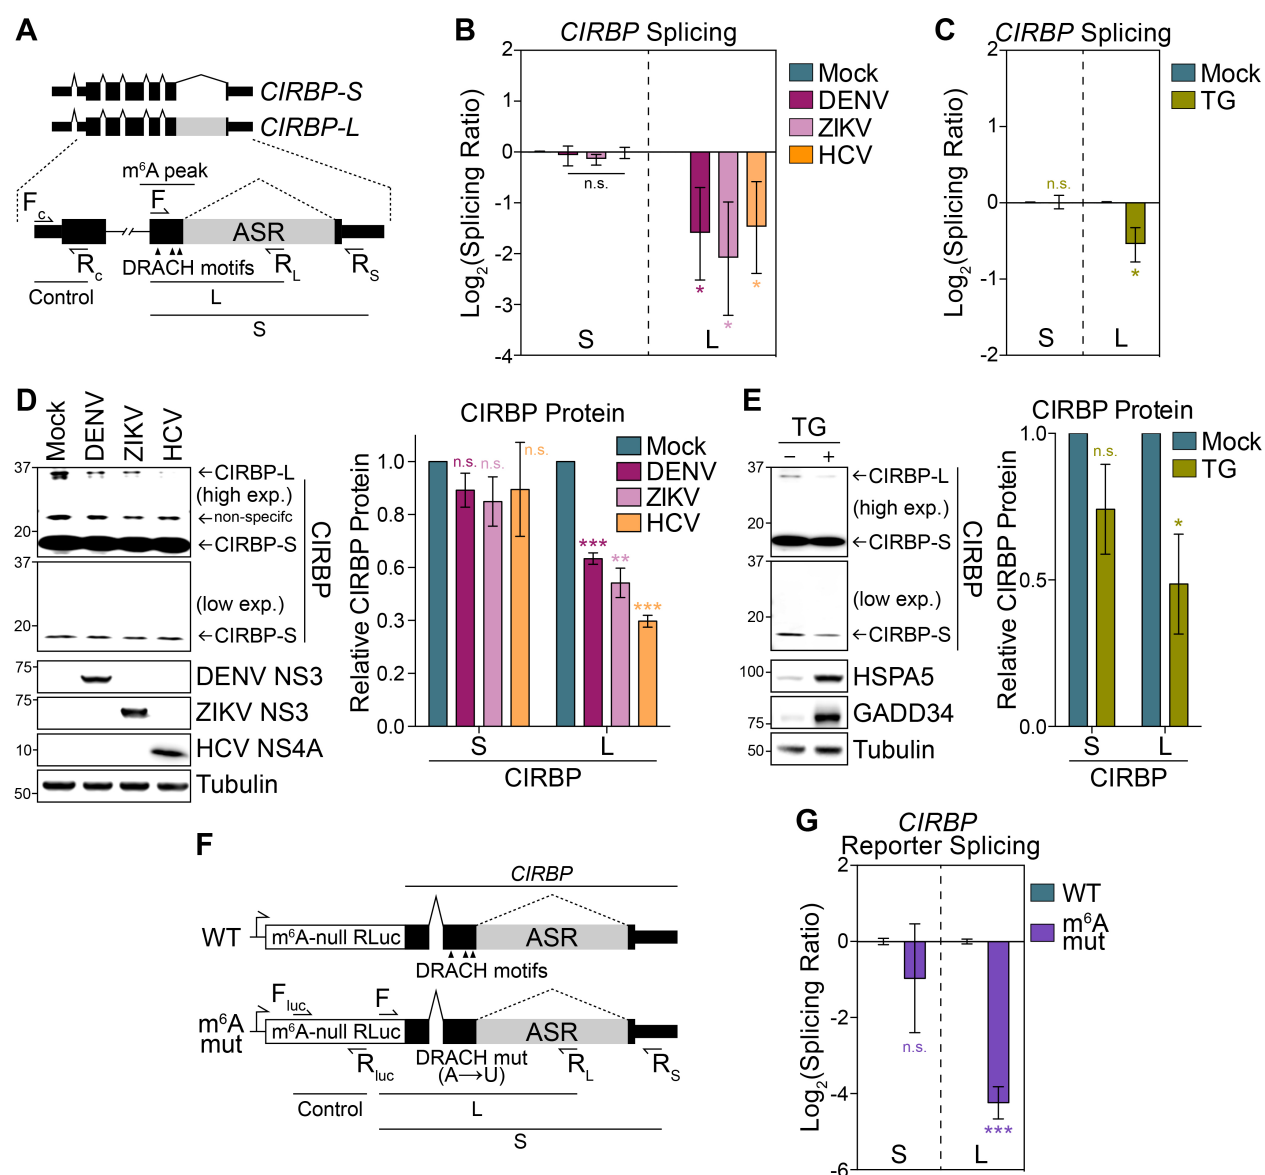 A
CIRBP-S
CIRBP-L
m6A peak
Fc
F
ASR
Rc
DRACH motifs
RL
RS
Control
L
S
B
CIRBP Splicing
Log2(Splicing Ratio)
2
1
0
-1
-2
-3
-4
n.s.
*
*
*
S
L
Mock
DENV
ZIKV
HCV
C
CIRBP Splicing
Log2(Splicing Ratio)
2
1
0
-1
-2
n.s.
*
S
L
Mock
TG
D
Mock
DENV
ZIKV
HCV
37
20
37
20
75
75
10
50
←CIRBP-L
(high exp.)
←non-specifc
←CIRBP-S
(low exp.)
←CIRBP-S
CIRBP
DENV NS3
ZIKV NS3
HCV NS4A
Tubulin
CIRBP Protein
Relative CIRBP Protein
1.0
0.8
0.6
0.3
0.2
0.0
n.s.
n.s.
n.s.
***
**
***
Mock
DENV
ZIKV
HCV
S
L
CIRBP
E
TG
−
+
37
20
37
20
100
75
50
←CIRBP-L
(high exp.)
←CIRBP-S
(low exp.)
←CIRBP-S
CIRBP
HSPA5
GADD34
Tubulin
CIRBP Protein
Relative CIRBP Protein
1.0
0.5
0.0
n.s.
*
Mock
TG
S
L
CIRBP
F
CIRBP
WT
m6A-null RLuc
ASR
DRACH motifs
m6A
mut
Fluc
F
m6A-null RLuc
ASR
Rluc
DRACH mut
(A→U)
RL
RS
Control
L
S
G
CIRBP
Reporter Splicing
Log2(Splicing Ratio)
2
0
-2
-4
-6
n.s.
***
S
L
WT
m6A
mut